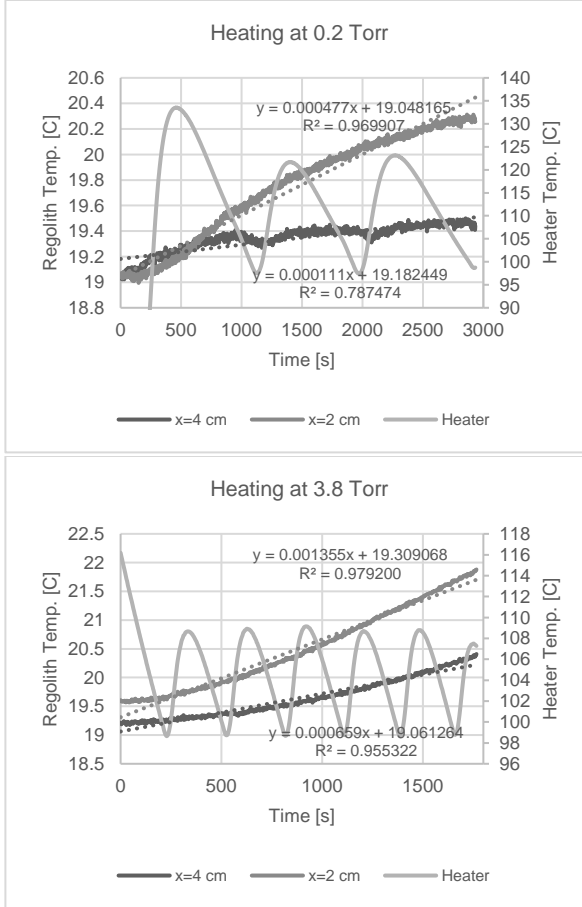 Heating at 0.2 Torr
20.6
20.4
20.2
20
19.8
19.6
19.4
19.2
19
18.8
Regolith Temp. [C]
y = 0.000477x + 19.048165
R² = 0.969907
y = 0.000111x + 19.182449
R² = 0.787474
140
135
130
125
120
115
110
105
100
95
90
Heater Temp. [C]
0 500 1000 1500 2000 2500 3000
Time [s]
x=4 cm x=2 cm Heater
Heating at 3.8 Torr
22.5
22
21.5
21
20.5
20
19.5
19
18.5
Regolith Temp. [C]
y = 0.001355x + 19.309068
R² = 0.979200
y = 0.000659x + 19.061264
R² = 0.955322
118
116
114
112
110
108
106
104
102
100
98
96
Heater Temp. [C]
0 500 1000 1500
Time [s]
x=4 cm x=2 cm Heater